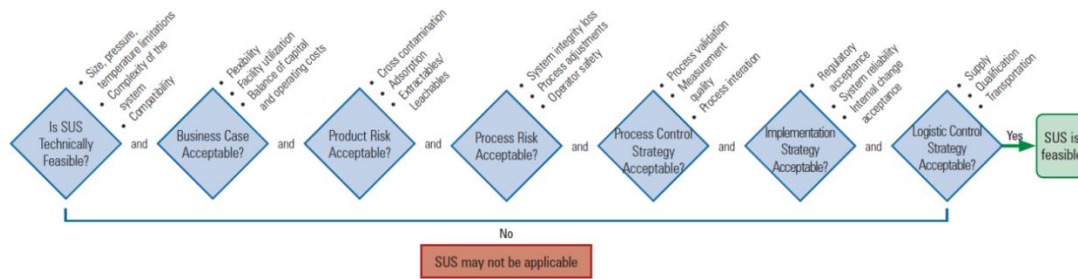 • Size, pressure,
temperature limitations
• Complexity of the
system
• Compatibility
• Flexibility
• Facility utilization
• Balance of capital
and operating costs
• Cross contamination
• Adsorption
• Extractables/
Leachables
• System integrity loss
• Process adjustments
• Operator safety
• Process validation
• Measurement
quality
• Process interation
• Regulatory
acceptance
• System reliability
• Internal change
acceptance
• Supply
• Qualification
• Transportation
Is SUS
Technically
Feasible?
and
Business Case
Acceptable?
and
Product Risk
Acceptable?
and
Process Risk
Acceptable?
and
Process Control
Strategy
Acceptable?
and
Implementation
Strategy
Acceptable?
and
Logistic Control
Strategy
Acceptable?
Yes
SUS is
feasible
No
SUS may not be applicable